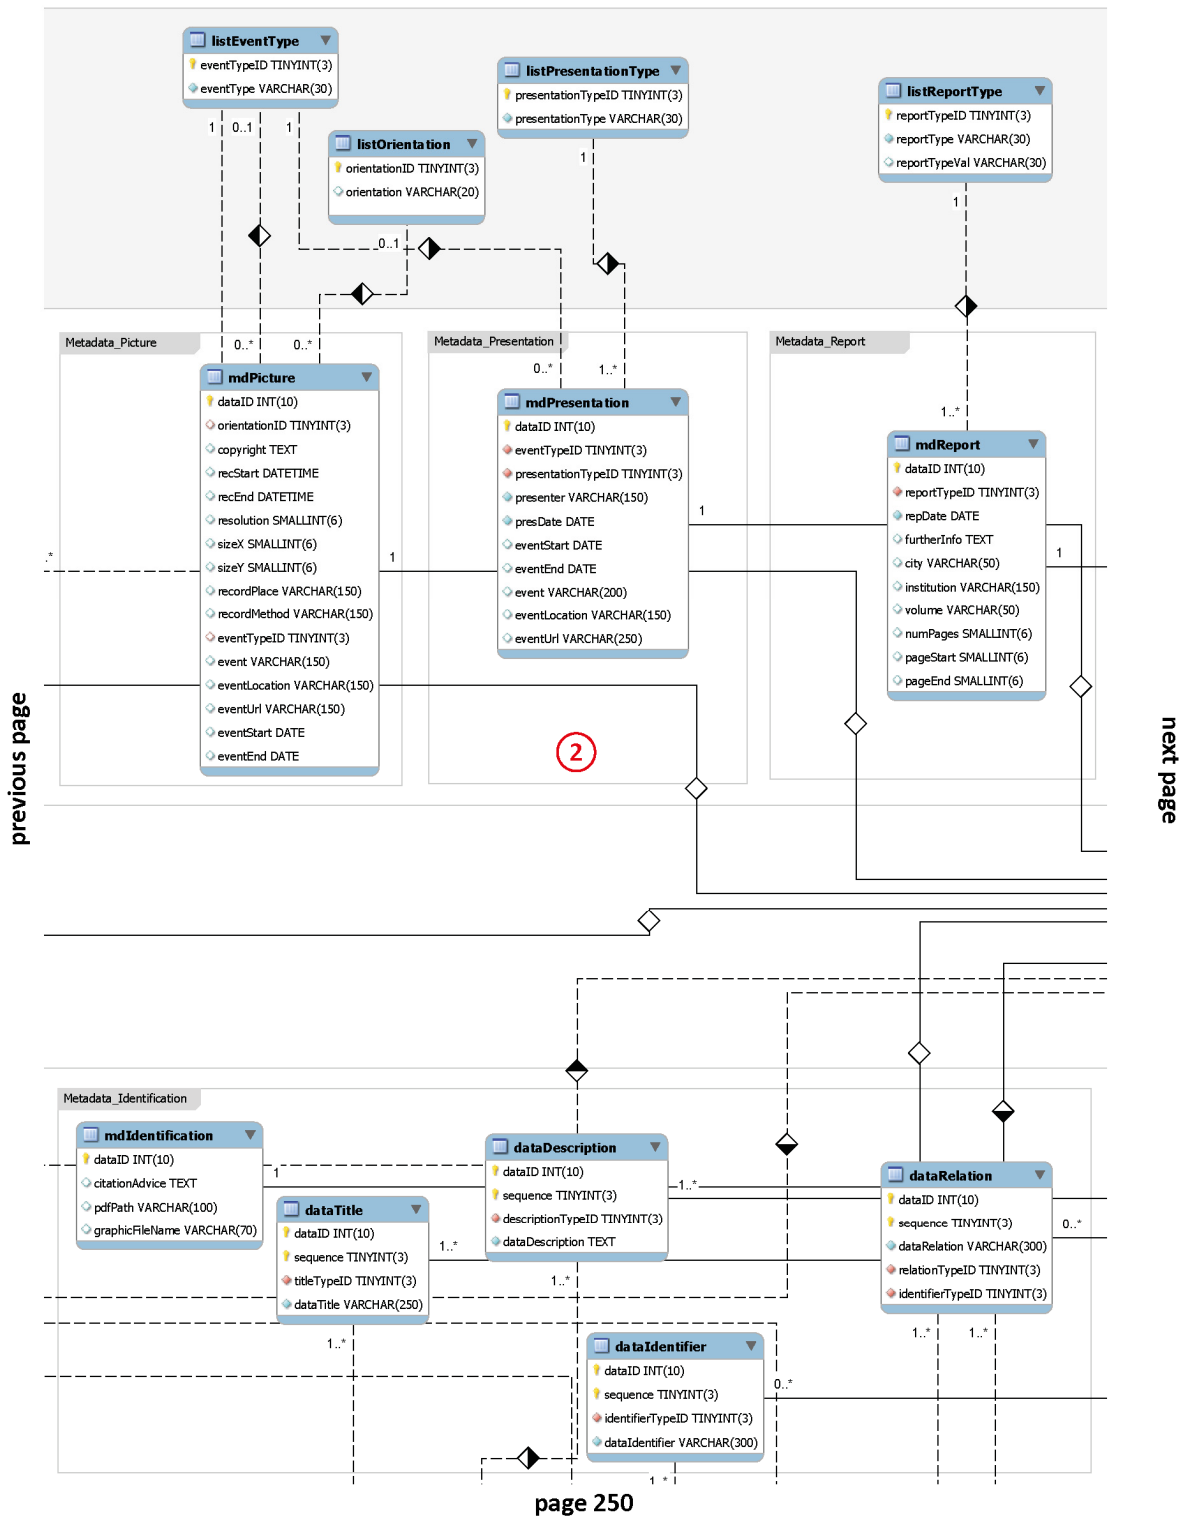 listEventType
eventTypeID TINYINT(3)
eventType VARCHAR(30)
listPresentationType
presentationTypeID TINYINT(3)
presentationType VARCHAR(30)
listReportType
reportTypeID TINYINT(3)
reportType VARCHAR(30)
reportTypeVal VARCHAR(30)
1
0..1
1
listOrientation
orientationID TINYINT(3)
orientation VARCHAR(20)
1
1
0..1
Metadata_Picture
0..*
0..*
Metadata_Presentation
0..*
1..*
Metadata_Report
1..*
mdPicture
dataID INT(10)
orientationID TINYINT(3)
copyright TEXT
recStart DATETIME
recEnd DATETIME
resolution SMALLINT(6)
sizeX SMALLINT(6)
sizeY SMALLINT(6)
recordPlace VARCHAR(150)
recordMethod VARCHAR(150)
eventTypeID TINYINT(3)
event VARCHAR(150)
eventLocation VARCHAR(150)
eventUrl VARCHAR(150)
eventStart DATE
eventEnd DATE
.*
1
mdPresentation
dataID INT(10)
eventTypeID TINYINT(3)
presentationTypeID TINYINT(3)
presenter VARCHAR(150)
presDate DATE
eventStart DATE
eventEnd DATE
event VARCHAR(200)
eventLocation VARCHAR(150)
eventUrl VARCHAR(250)
1
mdReport
dataID INT(10)
reportTypeID TINYINT(3)
repDate DATE
furtherInfo TEXT
city VARCHAR(50)
institution VARCHAR(150)
volume VARCHAR(50)
numPages SMALLINT(6)
pageStart SMALLINT(6)
pageEnd SMALLINT(6)
1
previous page
2
next page
Metadata_Identification
mdIdentification
dataID INT(10)
citationAdvice TEXT
pdfPath VARCHAR(100)
graphicFileName VARCHAR(70)
1
dataTitle
dataID INT(10)
sequence TINYINT(3)
titleTypeID TINYINT(3)
dataTitle VARCHAR(250)
1..*
1..*
dataDescription
dataID INT(10)
sequence TINYINT(3)
descriptionTypeID TINYINT(3)
dataDescription TEXT
1..*
1..*
dataRelation
dataID INT(10)
sequence TINYINT(3)
dataRelation VARCHAR(300)
relationTypeID TINYINT(3)
identifierTypeID TINYINT(3)
0..*
1..*
1..*
dataIdentifier
dataID INT(10)
sequence TINYINT(3)
identifierTypeID TINYINT(3)
dataIdentifier VARCHAR(300)
0..*
1..*
page 250